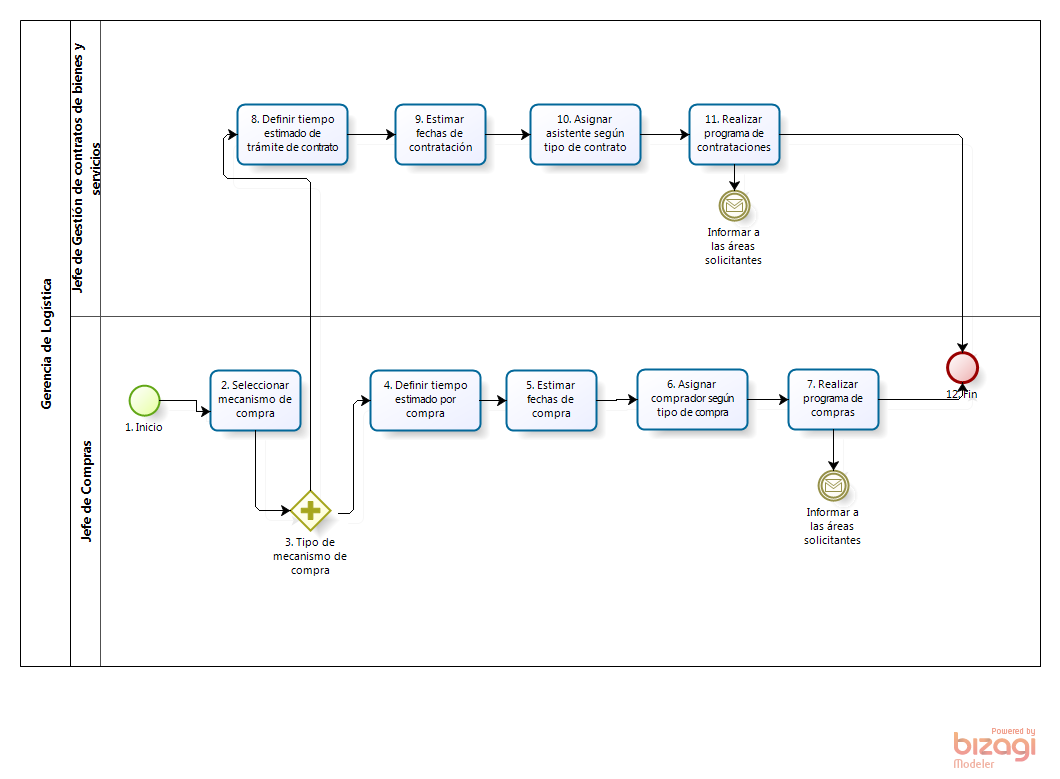 Gerencia de Logística
Jefe de Gestión de contratos de bienes y
servicios
8. Definir tiempo
estimado de
trámite de contrato
9. Estimar
fechas de
contratación
10. Asignar
asistente según
tipo de contrato
11. Realizar
programa de
contrataciones
Informar a
las áreas
solicitantes
Jefe de Compras
1. Inicio
2. Seleccionar
mecanismo de
compra
3. Tipo de
mecanismo de
compra
4. Definir tiempo
estimado por
compra
5. Estimar
fechas de
compra
6. Asignar
comprador según
tipo de compra
7. Realizar
programa de
compras
Informar a
las áreas
solicitantes
12. Fin
Powered by
bizagi
Modeler